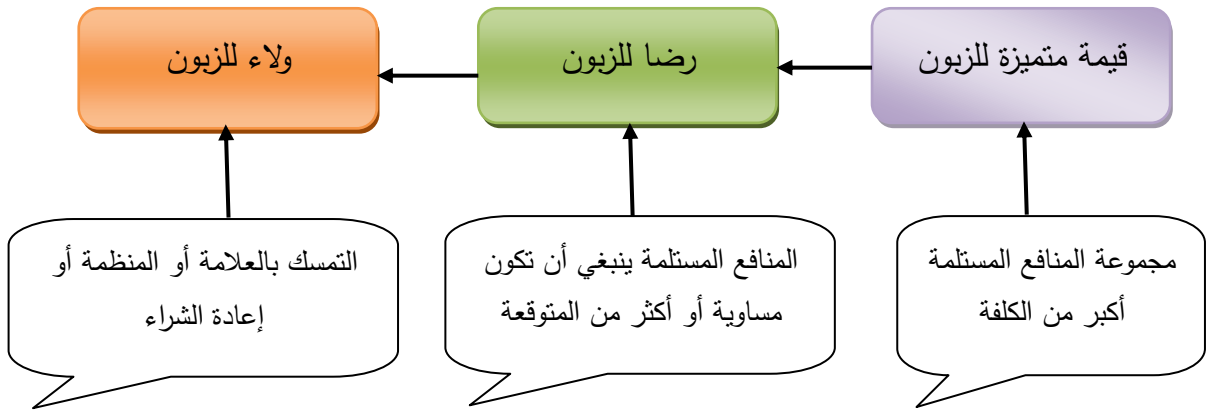 قيمة متميزة للزبون
رضا للزبون
ولاء للزبون
مجموعة المنافع المستلمة
أكبر من الكلفة
المنافع المستلمة ينبغي أن تكون
مساوية أو أكثر من المتوقعة
التمسك بالعلامة أو المنظمة أو
إعادة الشراء